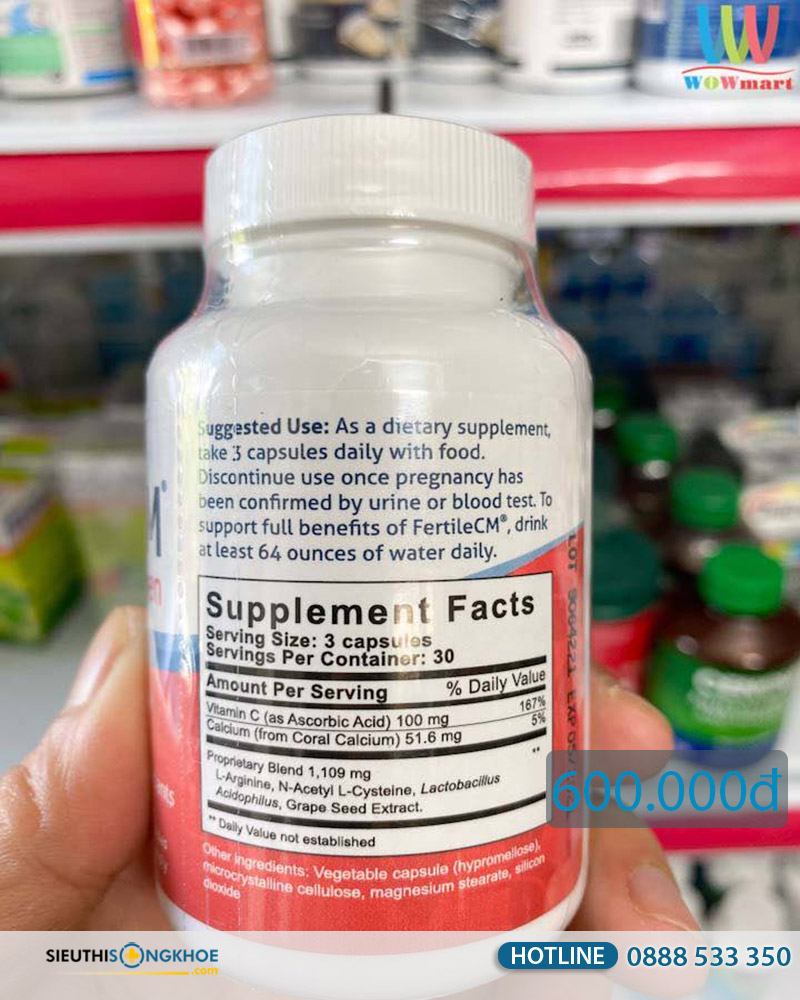 WOWmart
Suggested Use: As a dietary supplement,
take 3 capsules daily with food.
Discontinue use once pregnancy has
been confirmed by urine or blood test. To
support full benefits of FertileCM®, drink
at least 64 ounces of water daily.
M®
en
Supplement Facts
Serving Size: 3 capsules
Servings Per Container: 30
Amount Per Serving % Daily Value
Vitamin C (as Ascorbic Acid) 100 mg 167%
Calcium (from Coral Calcium) 51.6 mg 5%
Proprietary Blend 1,109 mg **
L-Arginine, N-Acetyl L-Cysteine, Lactobacillus
Acidophilus, Grape Seed Extract.
** Daily Value not established
Other ingredients: Vegetable capsule (hypromellose),
microcrystalline cellulose, magnesium stearate, silicon
dioxide
LOT 9064221 EXP 05/
600.000đ
SIEUTHISONGKHOE
.com
HOTLINE 0888 533 350